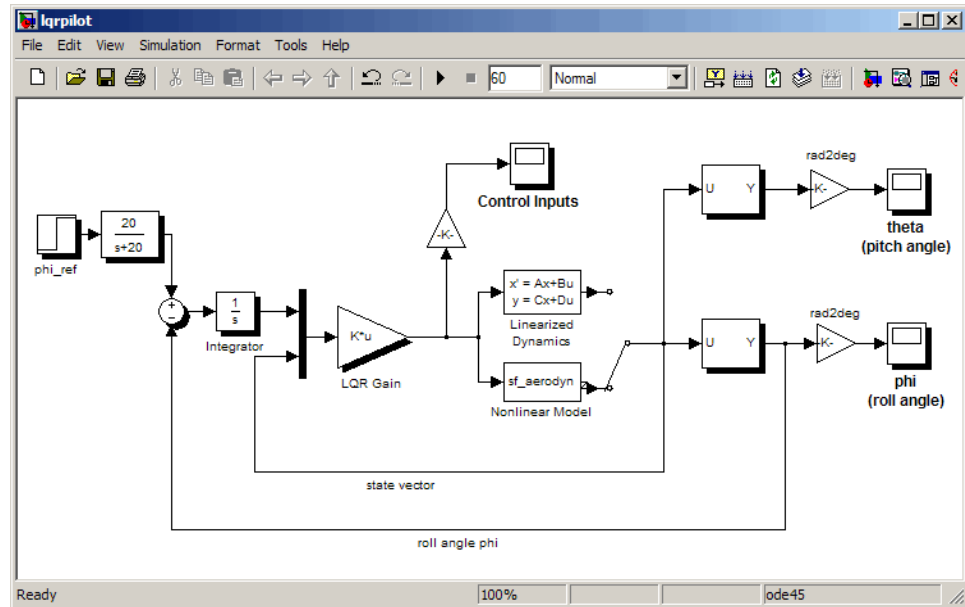 lqrpilot
File Edit View Simulation Format Tools Help
60 Normal
rad2deg
U Y
-K-
theta
(pitch angle)
Control Inputs
-K-
20
s+20
phi_ref
+
−
1
s
Integrator
K*u
LQR Gain
x' = Ax+Bu
y = Cx+Du
Linearized
Dynamics
sf_aerodyn
Nonlinear Model
rad2deg
U Y
-K-
phi
(roll angle)
state vector
roll angle phi
Ready 100% ode45